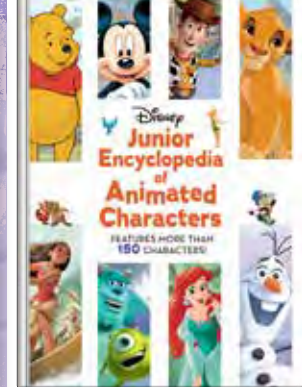 Disney
Junior
Encyclopedia
of
Animated
Characters
FEATURES MORE THAN
150 CHARACTERS!